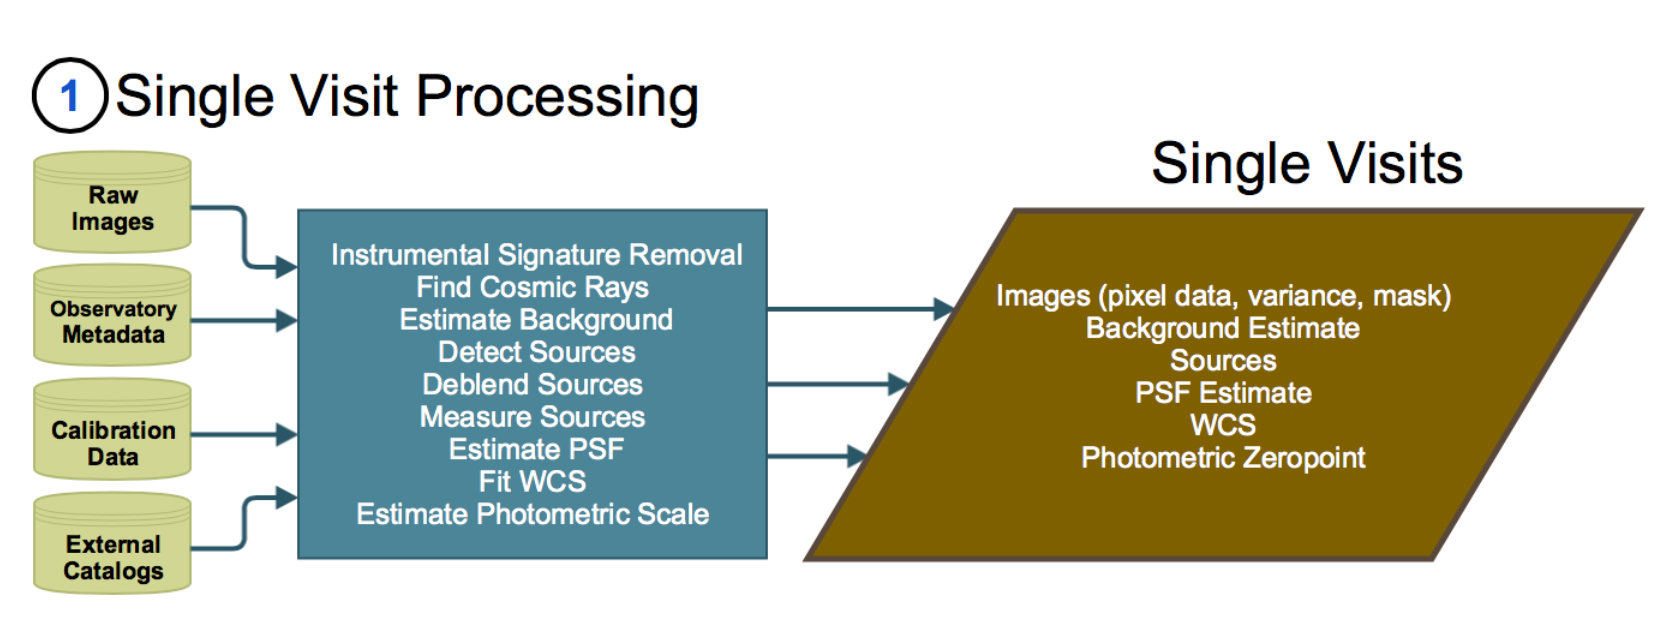 1 Single Visit Processing
Raw
Images
Observatory
Metadata
Calibration
Data
External
Catalogs
Instrumental Signature Removal
Find Cosmic Rays
Estimate Background
Detect Sources
Deblend Sources
Measure Sources
Estimate PSF
Fit WCS
Estimate Photometric Scale
Single Visits
Images (pixel data, variance, mask)
Background Estimate
Sources
PSF Estimate
WCS
Photometric Zeropoint